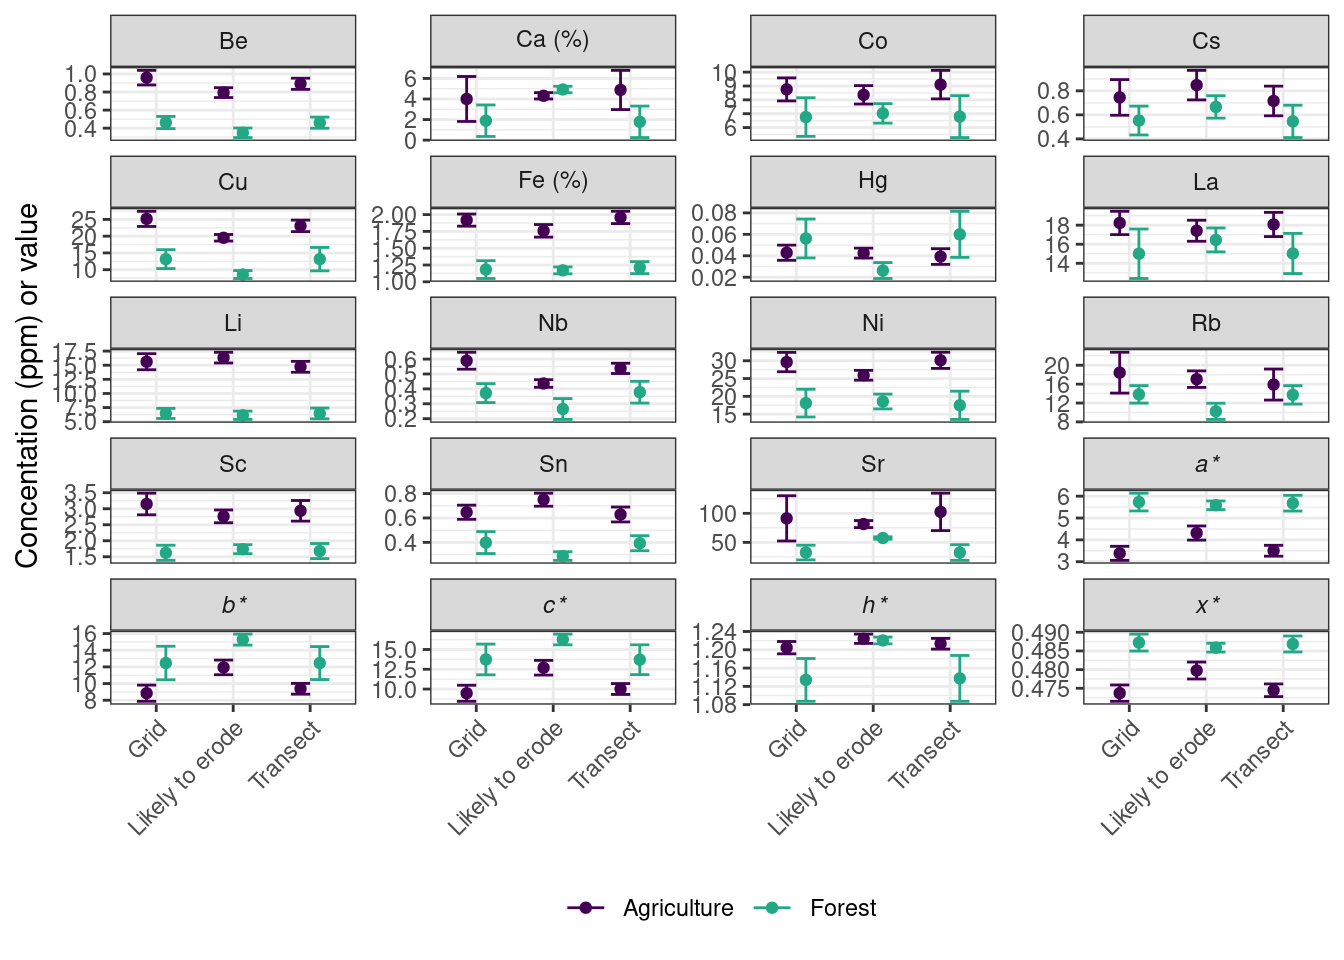 Concentation (ppm) or value
Be
1.0
0.8
0.6
0.4
Ca (%)
6
4
2
0
Co
10
9
8
7
6
Cs
0.8
0.6
0.4
Cu
25
20
15
10
Fe (%)
2.00
1.75
1.50
1.25
1.00
Hg
0.08
0.06
0.04
0.02
La
18
16
14
Li
17.5
15.0
12.5
10.0
7.5
5.0
Nb
0.6
0.5
0.4
0.3
0.2
Ni
30
25
20
15
Rb
20
16
12
8
Sc
3.5
3.0
2.5
2.0
1.5
Sn
0.8
0.6
0.4
Sr
100
50
a*
6
5
4
3
b*
16
14
12
10
8
c*
15.0
12.5
10.0
h*
1.24
1.20
1.16
1.12
1.08
x*
0.490
0.485
0.480
0.475
Grid
Likely to erode
Transect
Grid
Likely to erode
Transect
Grid
Likely to erode
Transect
Grid
Likely to erode
Transect
Agriculture
Forest